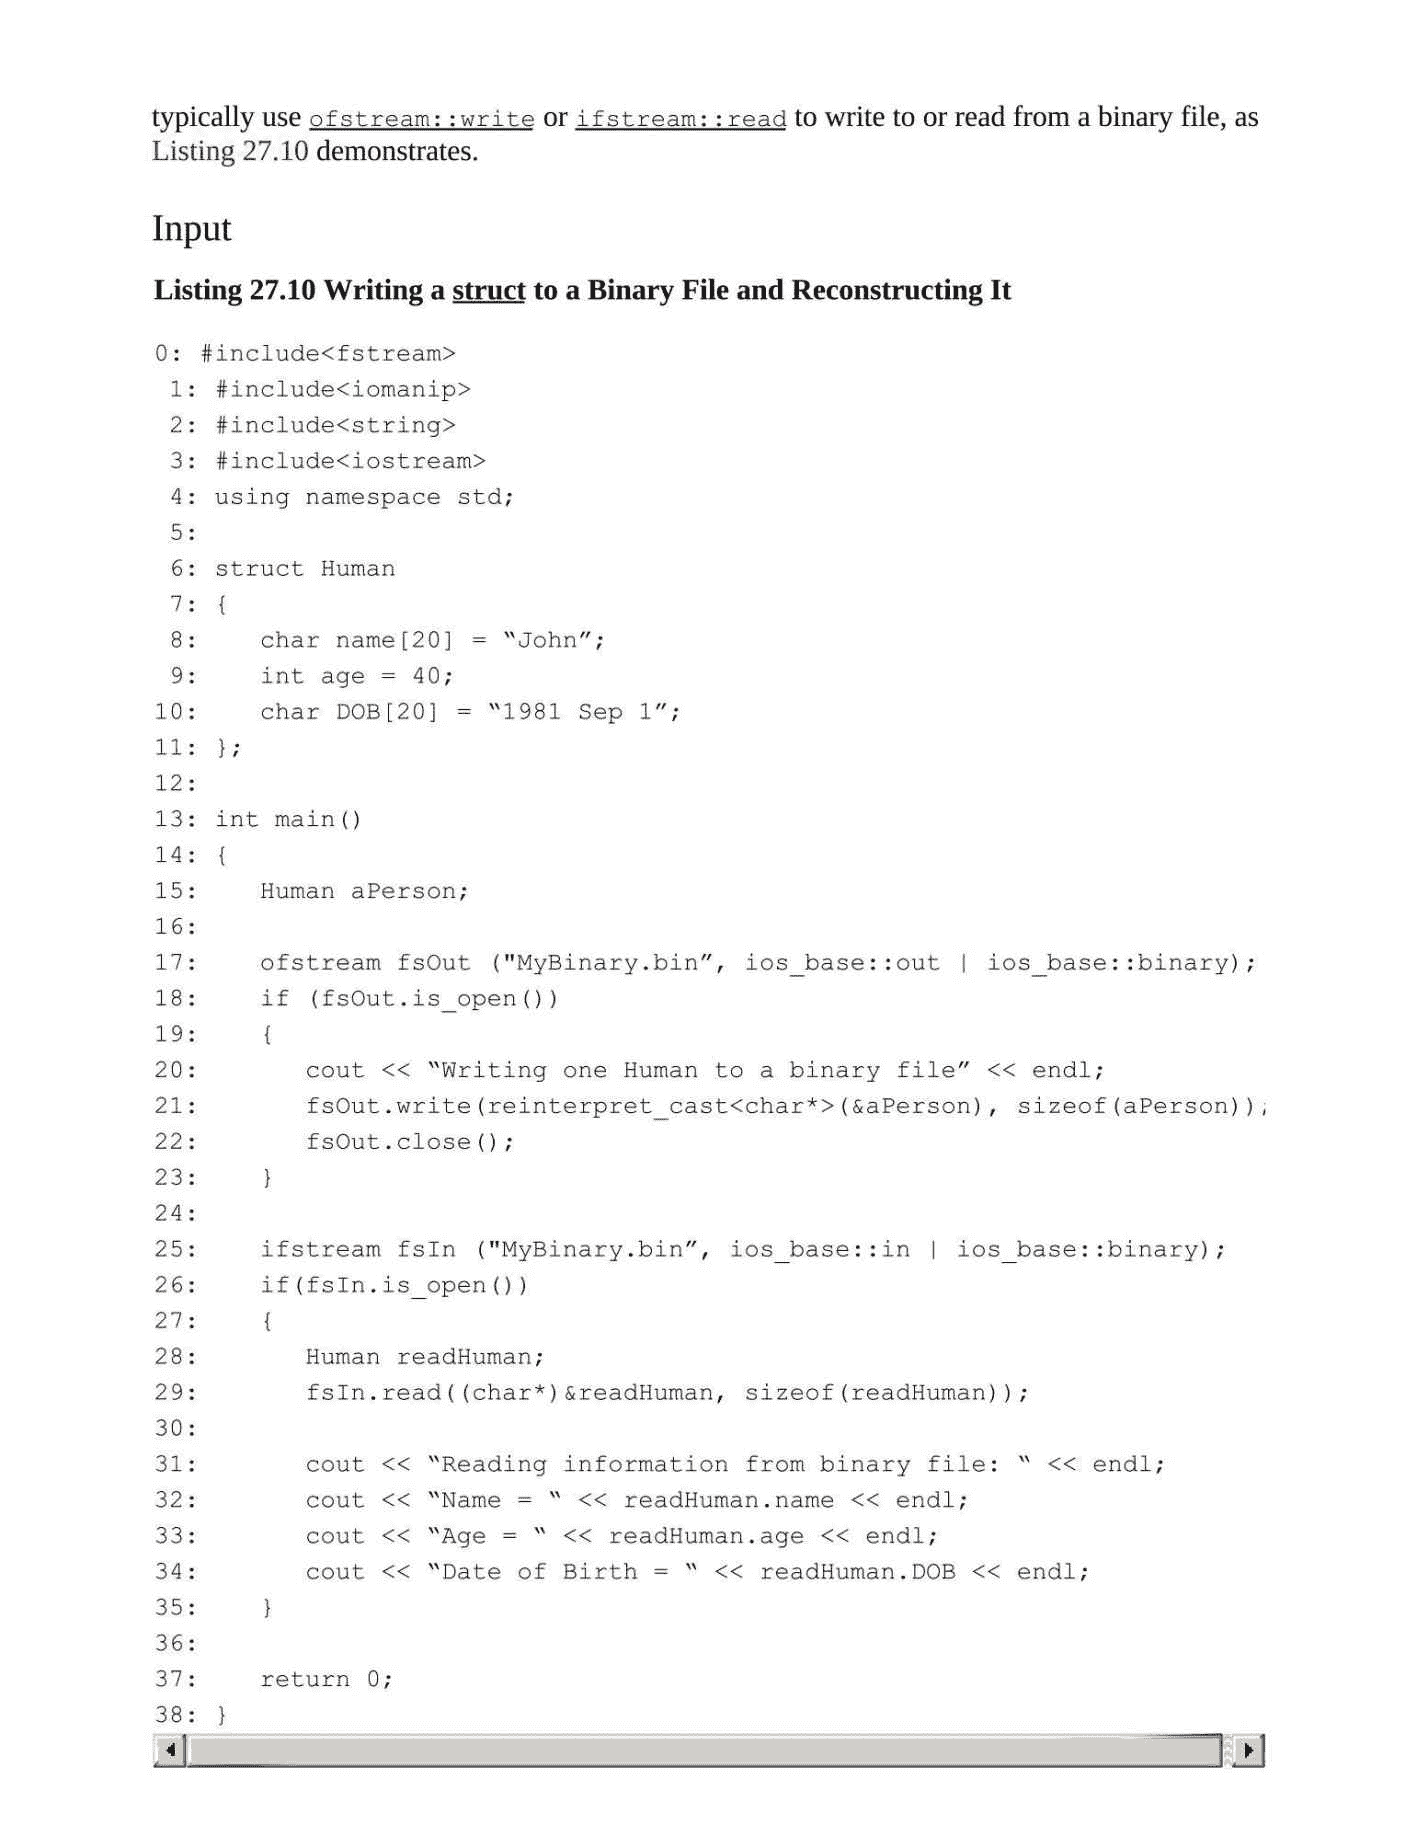 typically use ofstream::write or ifstream::read to write to or read from a binary file, as
Listing 27.10 demonstrates.
Input
Listing 27.10 Writing a struct to a Binary File and Reconstructing It
0: #include<fstream>
1: #include<iomanip>
2: #include<string>
3: #include<iostream>
4: using namespace std;
5:
6: struct Human
7: {
8:    char name[20] = “John”;
9:    int age = 40;
10:    char DOB[20] = “1981 Sep 1”;
11: };
12:
13: int main()
14: {
15:    Human aPerson;
16:
17:    ofstream fsOut ("MyBinary.bin”, ios_base::out | ios_base::binary);
18:    if (fsOut.is_open())
19:    {
20:       cout << “Writing one Human to a binary file” << endl;
21:       fsOut.write(reinterpret_cast<char*>(&aPerson), sizeof(aPerson));
22:       fsOut.close();
23:    }
24:
25:    ifstream fsIn ("MyBinary.bin”, ios_base::in | ios_base::binary);
26:    if(fsIn.is_open())
27:    {
28:       Human readHuman;
29:       fsIn.read((char*)&readHuman, sizeof(readHuman));
30:
31:       cout << “Reading information from binary file: “ << endl;
32:       cout << “Name = “ << readHuman.name << endl;
33:       cout << “Age = “ << readHuman.age << endl;
34:       cout << “Date of Birth = “ << readHuman.DOB << endl;
35:    }
36:
37:    return 0;
38: }